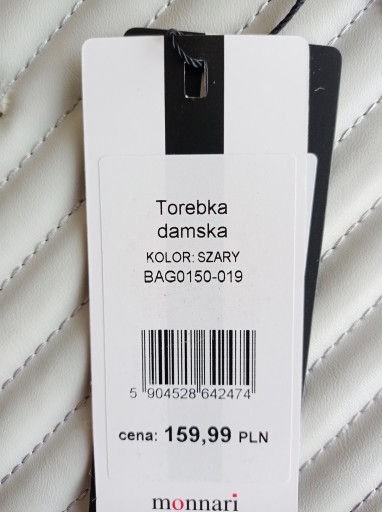 Torebka
damska
KOLOR: SZARY
BAG0150-019
5 904528 642474
cena: 159,99 PLN
monnari